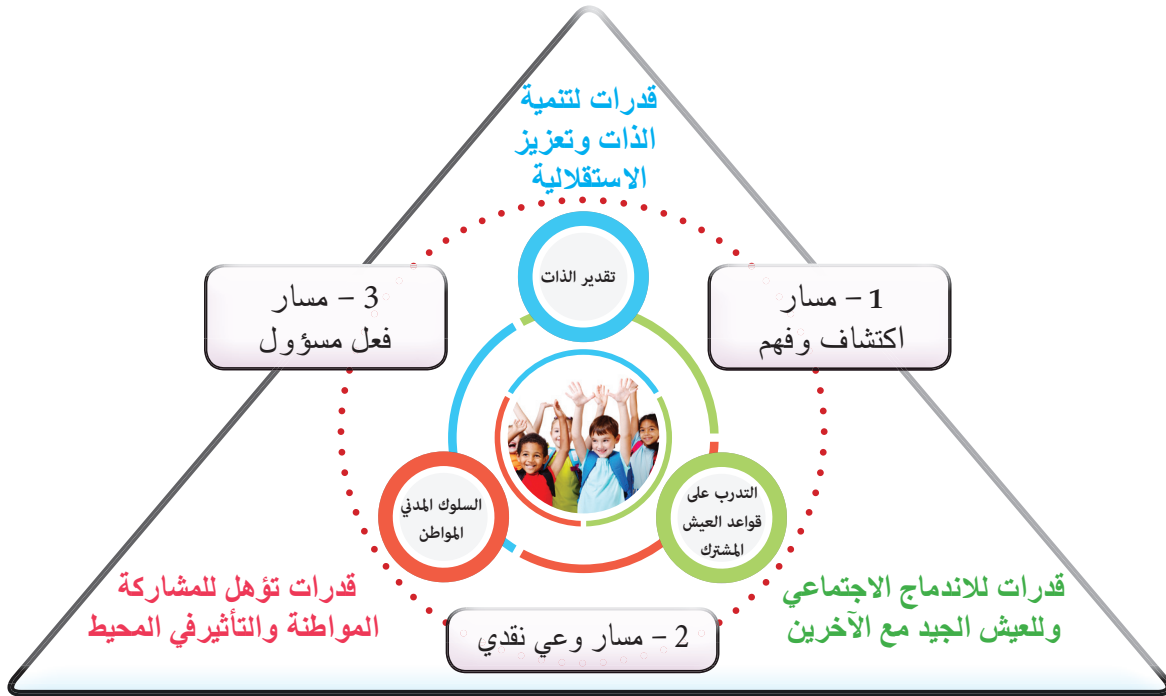 قدرات لتنمية
الذات وتعزيز
الاستقلالية
تقدير الذات
1 – مسار
اكتشاف وفهم
3 – مسار
فعل مسؤول
التدرب على
قواعد العيش
المشترك
السلوك المدني
المواطن
قدرات للاندماج الاجتماعي
وللعيش الجيد مع الآخرين
قدرات تؤهل للمشاركة
المواطنة والتأثيرفي المحيط
2 – مسار وعي نقدي